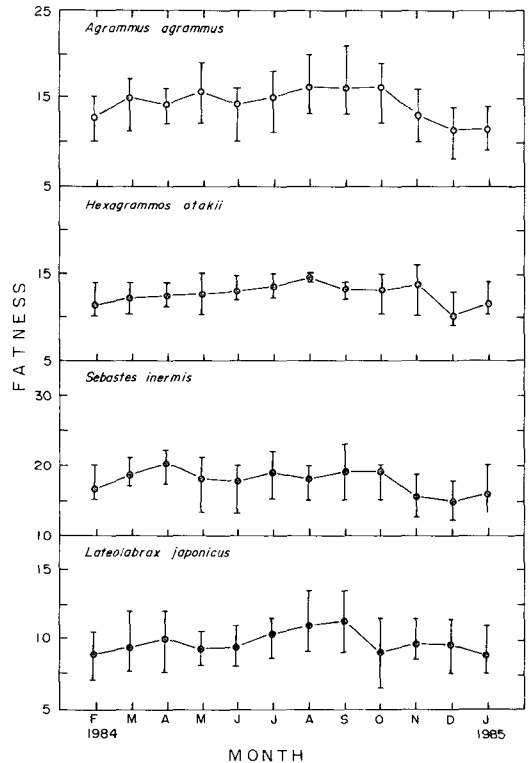 25
Agrammus agrammus
15
5
Hexagrammos otakii
15
5
FATNESS
Sebastes inermis
30
20
10
Lateolabrax japonicus
15
10
5
F M A M J J A S O N D J
1984 1985
MONTH